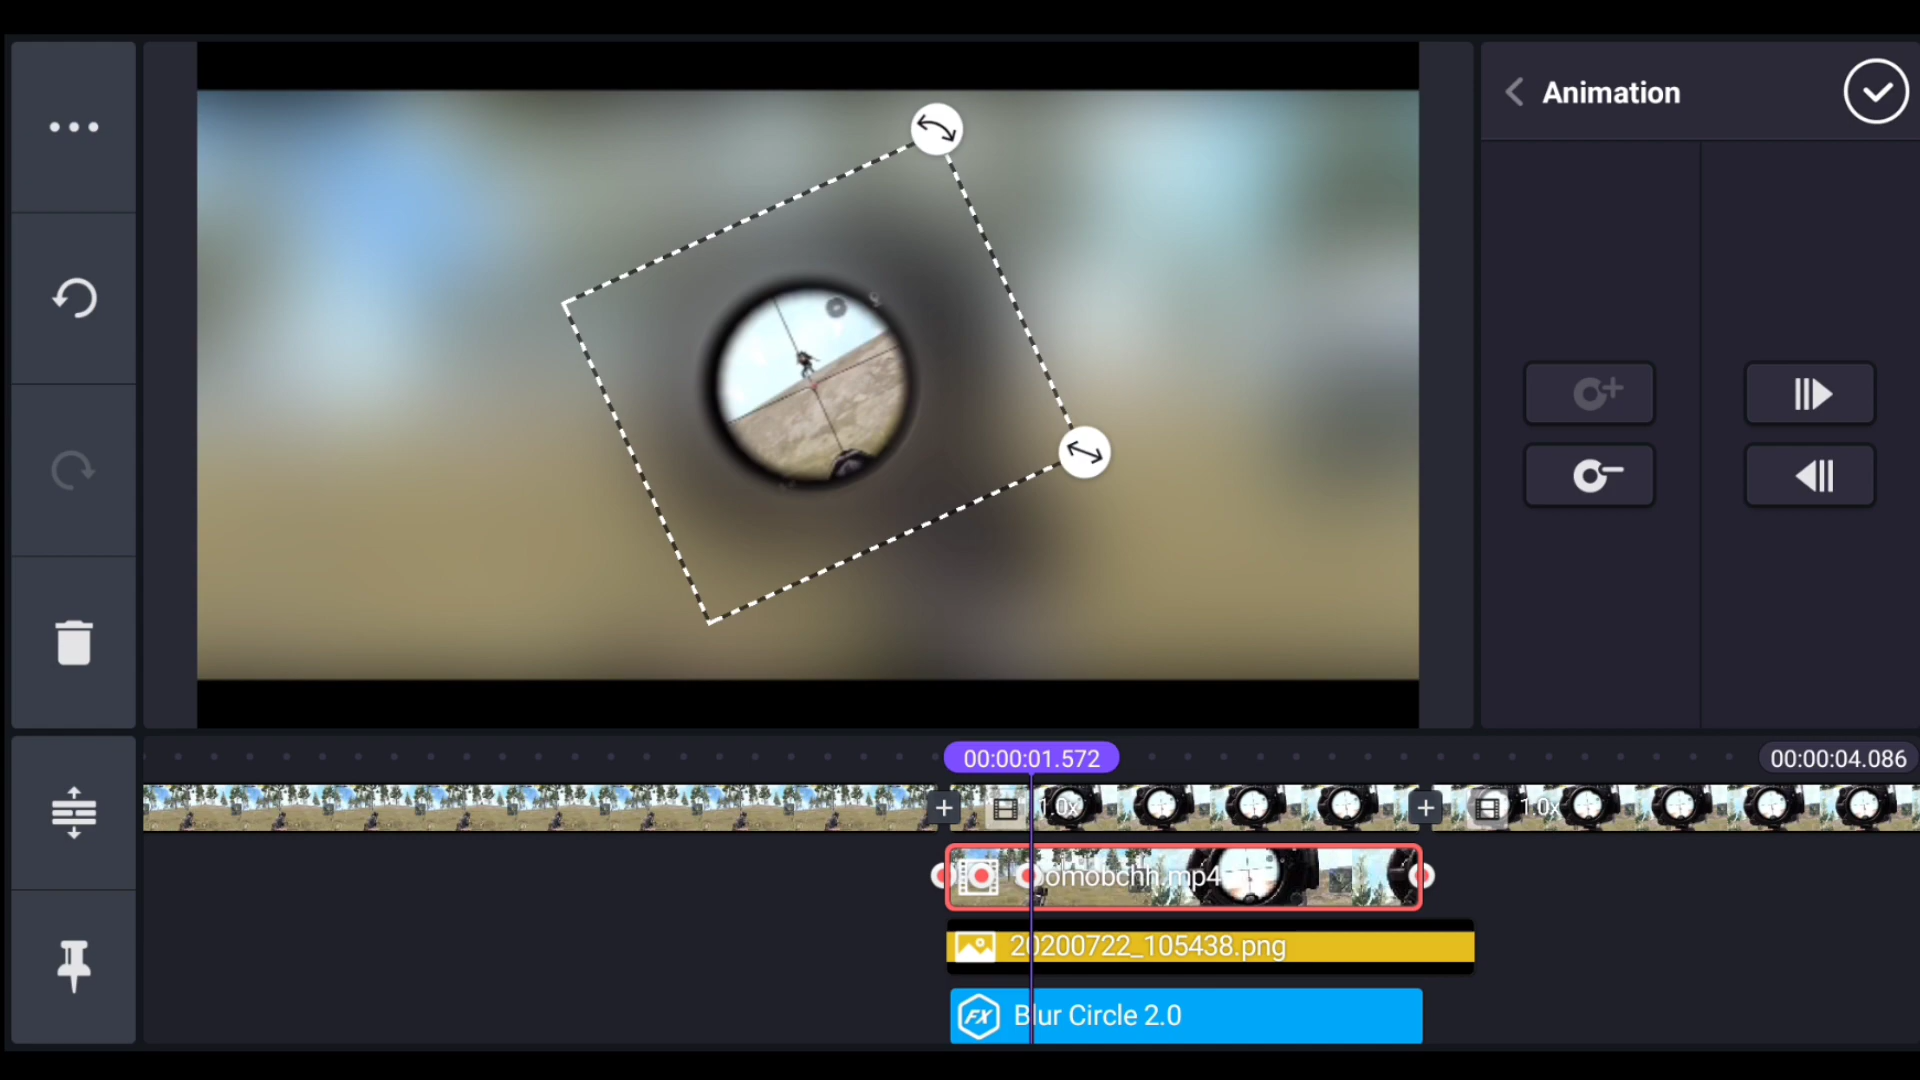 Animation
00:00:01.572
00:00:04.086
1.0x
1.0x
omobchh.mp4
20200722_105438.png
FX Blur Circle 2.0